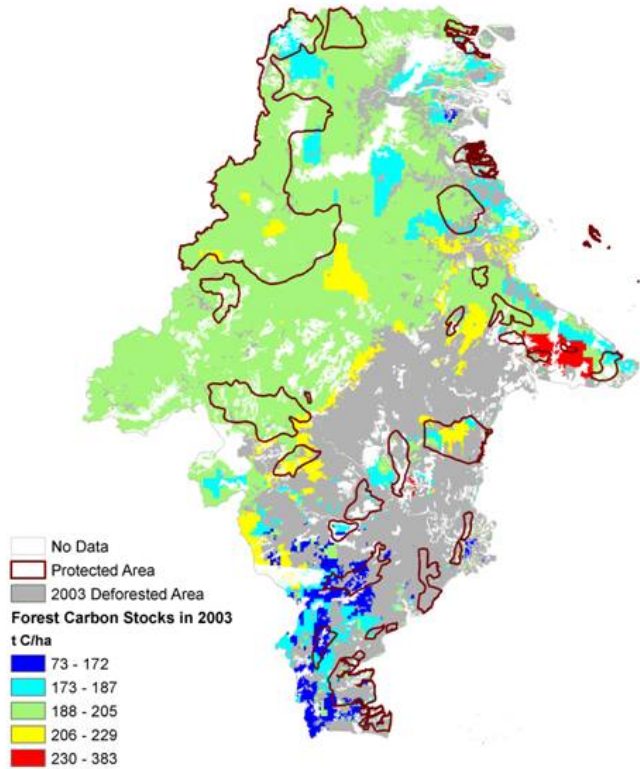 No Data
Protected Area
2003 Deforested Area
Forest Carbon Stocks in 2003
t C/ha
73 - 172
173 - 187
188 - 205
206 - 229
230 - 383